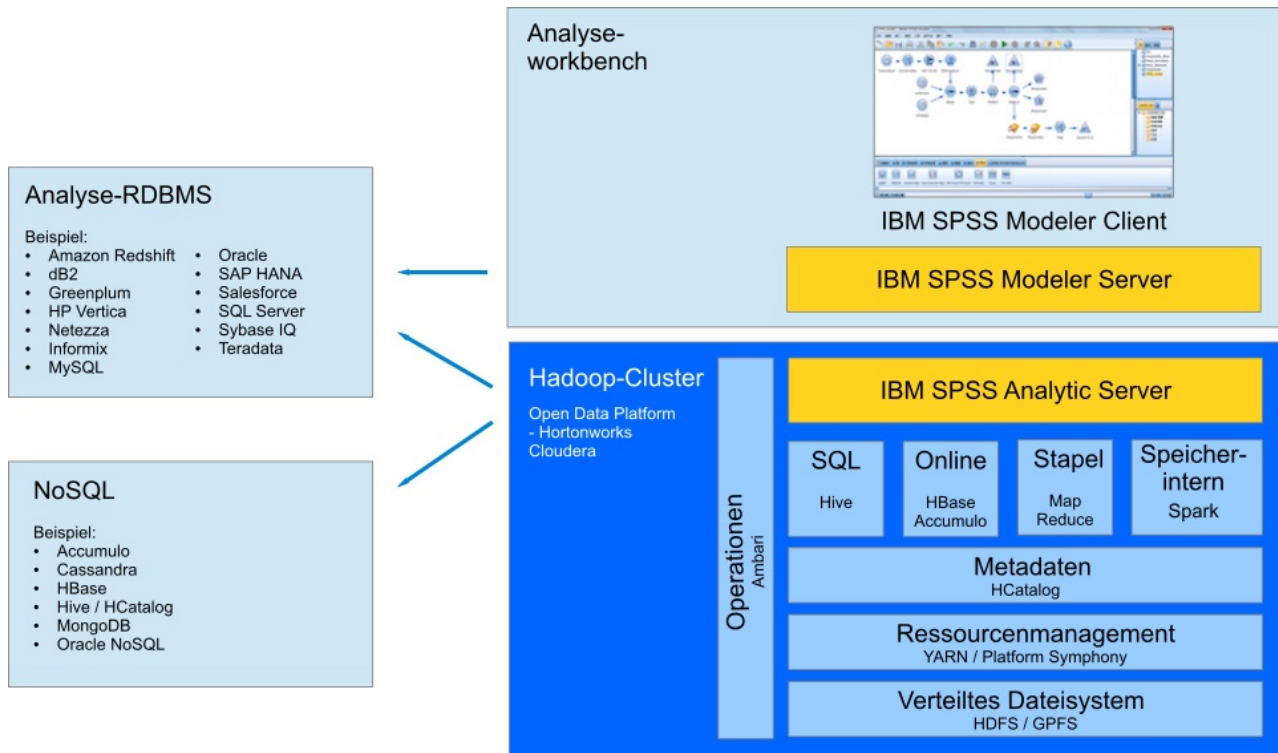 Analyse-
workbench
IBM SPSS Modeler Client
IBM SPSS Modeler Server
Analyse-RDBMS
Beispiel:
• Amazon Redshift
• dB2
• Greenplum
• HP Vertica
• Netezza
• Informix
• MySQL
• Oracle
• SAP HANA
• Salesforce
• SQL Server
• Sybase IQ
• Teradata
NoSQL
Beispiel:
• Accumulo
• Cassandra
• HBase
• Hive / HCatalog
• MongoDB
• Oracle NoSQL
Hadoop-Cluster
Open Data Platform
- Hortonworks
Cloudera
Operationen
Ambari
IBM SPSS Analytic Server
SQL
Hive
Online
HBase
Accumulo
Stapel
Map
Reduce
Speicher-
intern
Spark
Metadaten
HCatalog
Ressourcenmanagement
YARN / Platform Symphony
Verteiltes Dateisystem
HDFS / GPFS